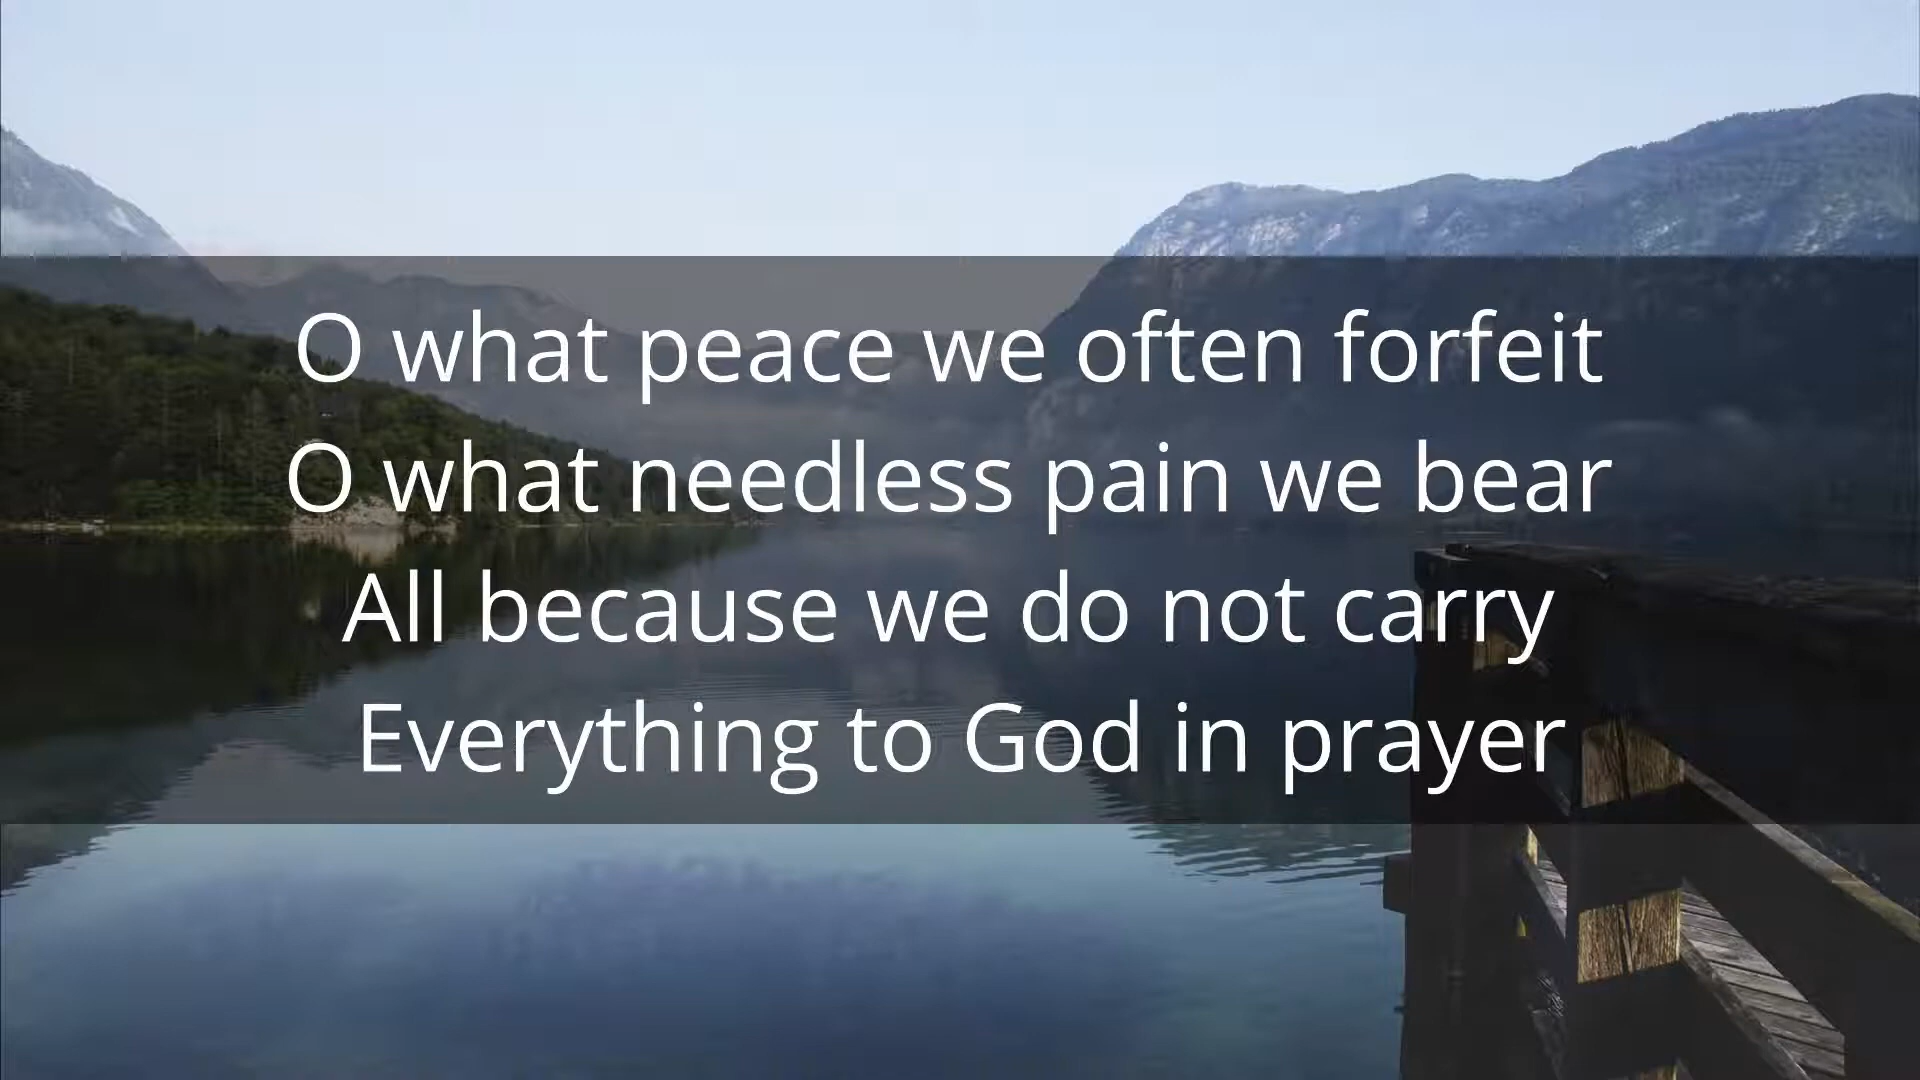 O what peace we often forfeit
O what needless pain we bear
All because we do not carry
Everything to God in prayer